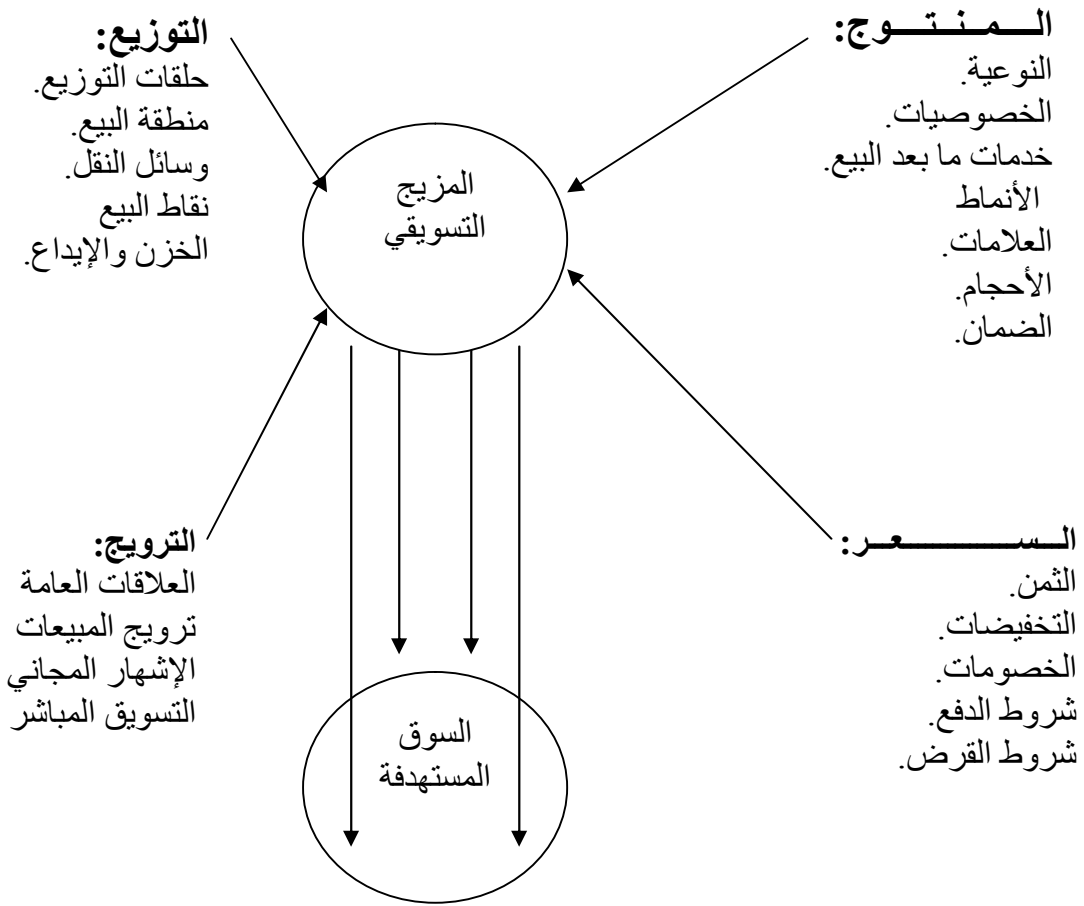 المنتوج:
النوعية.
الخصوصيات.
خدمات ما بعد البيع.
الأنماط
العلامات.
الأحجام.
الضمان.
التوزيع:
حلقات التوزيع.
منطقة البيع.
وسائل النقل.
نقاط البيع
الخزن والإيداع.
المزيج
التسويقي
السعر:
الثمن.
التخفيضات.
الخصومات.
شروط الدفع.
شروط القرض.
الترويج:
العلاقات العامة
ترويج المبيعات
الإشهار المجاني
التسويق المباشر
السوق
المستهدفة